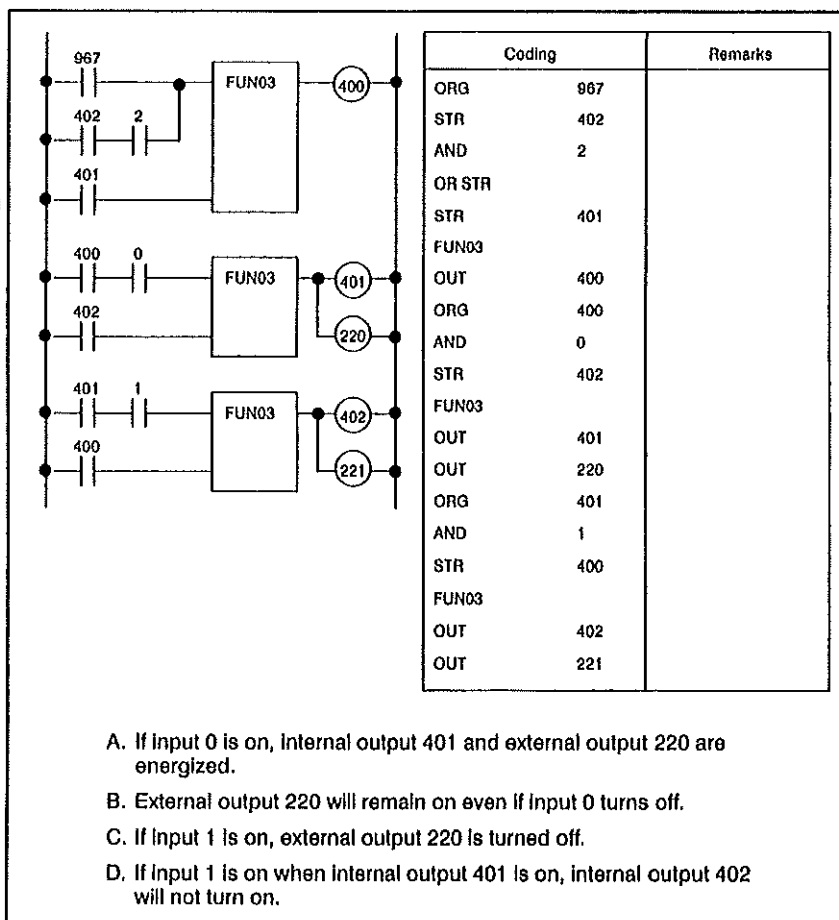 967
FUN03
400
402 2
401
400 0
FUN03
401
402
220
401 1
FUN03
402
400
221
Coding Remarks
ORG 967
STR 402
AND 2
OR STR
STR 401
FUN03
OUT 400
ORG 400
AND 0
STR 402
FUN03
OUT 401
OUT 220
ORG 401
AND 1
STR 400
FUN03
OUT 402
OUT 221
A. If input 0 is on, internal output 401 and external output 220 are
energized.
B. External output 220 will remain on even if input 0 turns off.
C. If input 1 is on, external output 220 is turned off.
D. If input 1 is on when internal output 401 is on, internal output 402
will not turn on.